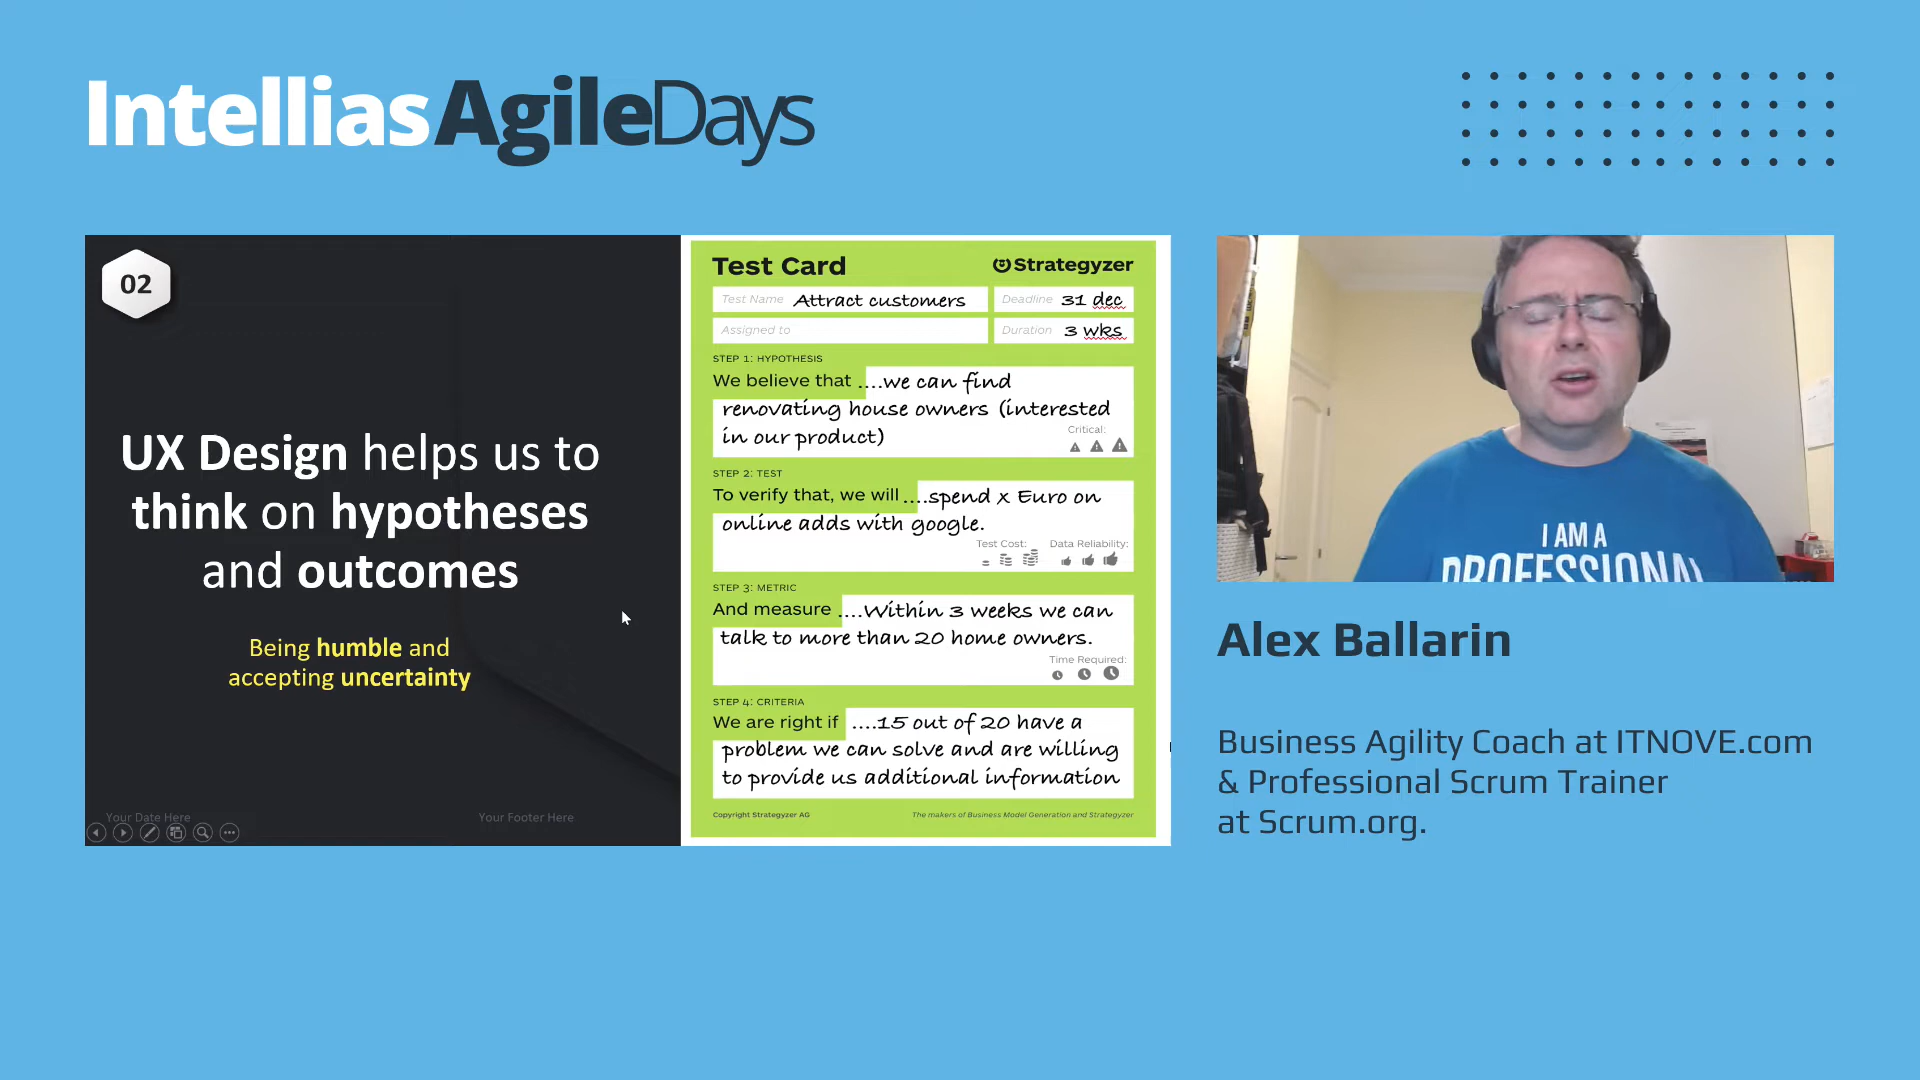 IntelliasAgileDays
02
UX Design helps us to
think on hypotheses
and outcomes
Being humble and
accepting uncertainty
Your Date Here
Your Footer Here
Test Card
Strategyzer
Test Name Attract customers
Deadline 31 dec
Assigned to
Duration 3 wks
STEP 1: HYPOTHESIS
We believe that ....we can find
renovating house owners (interested
in our product)
Critical:
STEP 2: TEST
To verify that, we will ....spend x Euro on
online adds with google.
Test Cost: Data Reliability:
STEP 3: METRIC
And measure ....Within 3 weeks we can
talk to more than 20 home owners.
Time Required:
STEP 4: CRITERIA
We are right if ....15 out of 20 have a
problem we can solve and are willing
to provide us additional information
Copyright Strategyzer AG
The makers of Business Model Generation and Strategyzer
I AM A
PROFESSIONAL
Alex Ballarin
Business Agility Coach at ITNOVE.com
& Professional Scrum Trainer
at Scrum.org.